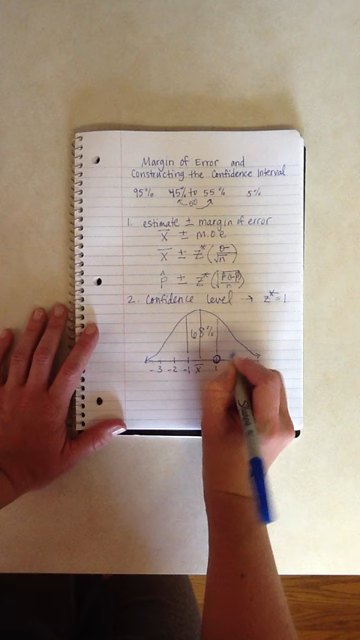 Margin of Error and
Constructing the Confidence Interval
95% 45% to 55% 5%
50
1. estimate ± margin of error
x̄ ± m.o.e
x̄ ± z*(σ/√n)
p̂ ± z*(√p(1-p)/n)
2. Confidence level → z* = 1
68%
-3 -2 -1 x̄ 1